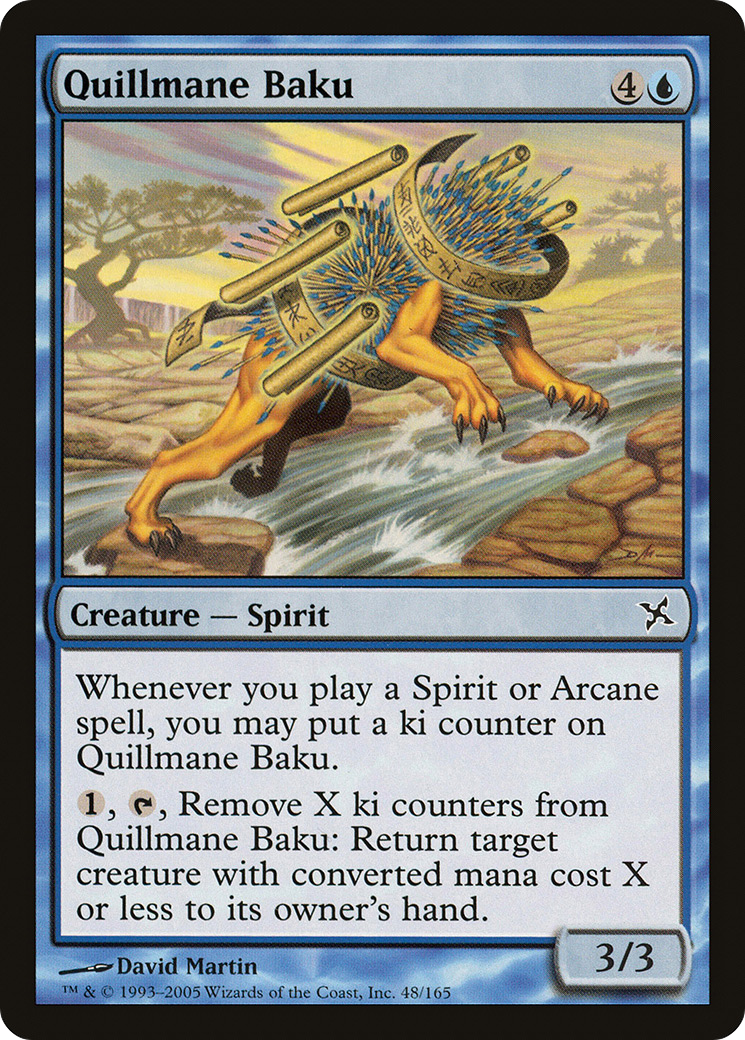 Quillmane Baku 4
Creature — Spirit
Whenever you play a Spirit or Arcane
spell, you may put a ki counter on
Quillmane Baku.
1, , Remove X ki counters from
Quillmane Baku: Return target
creature with converted mana cost X
or less to its owner's hand.
3/3
David Martin
™ & © 1993–2005 Wizards of the Coast, Inc. 48/165